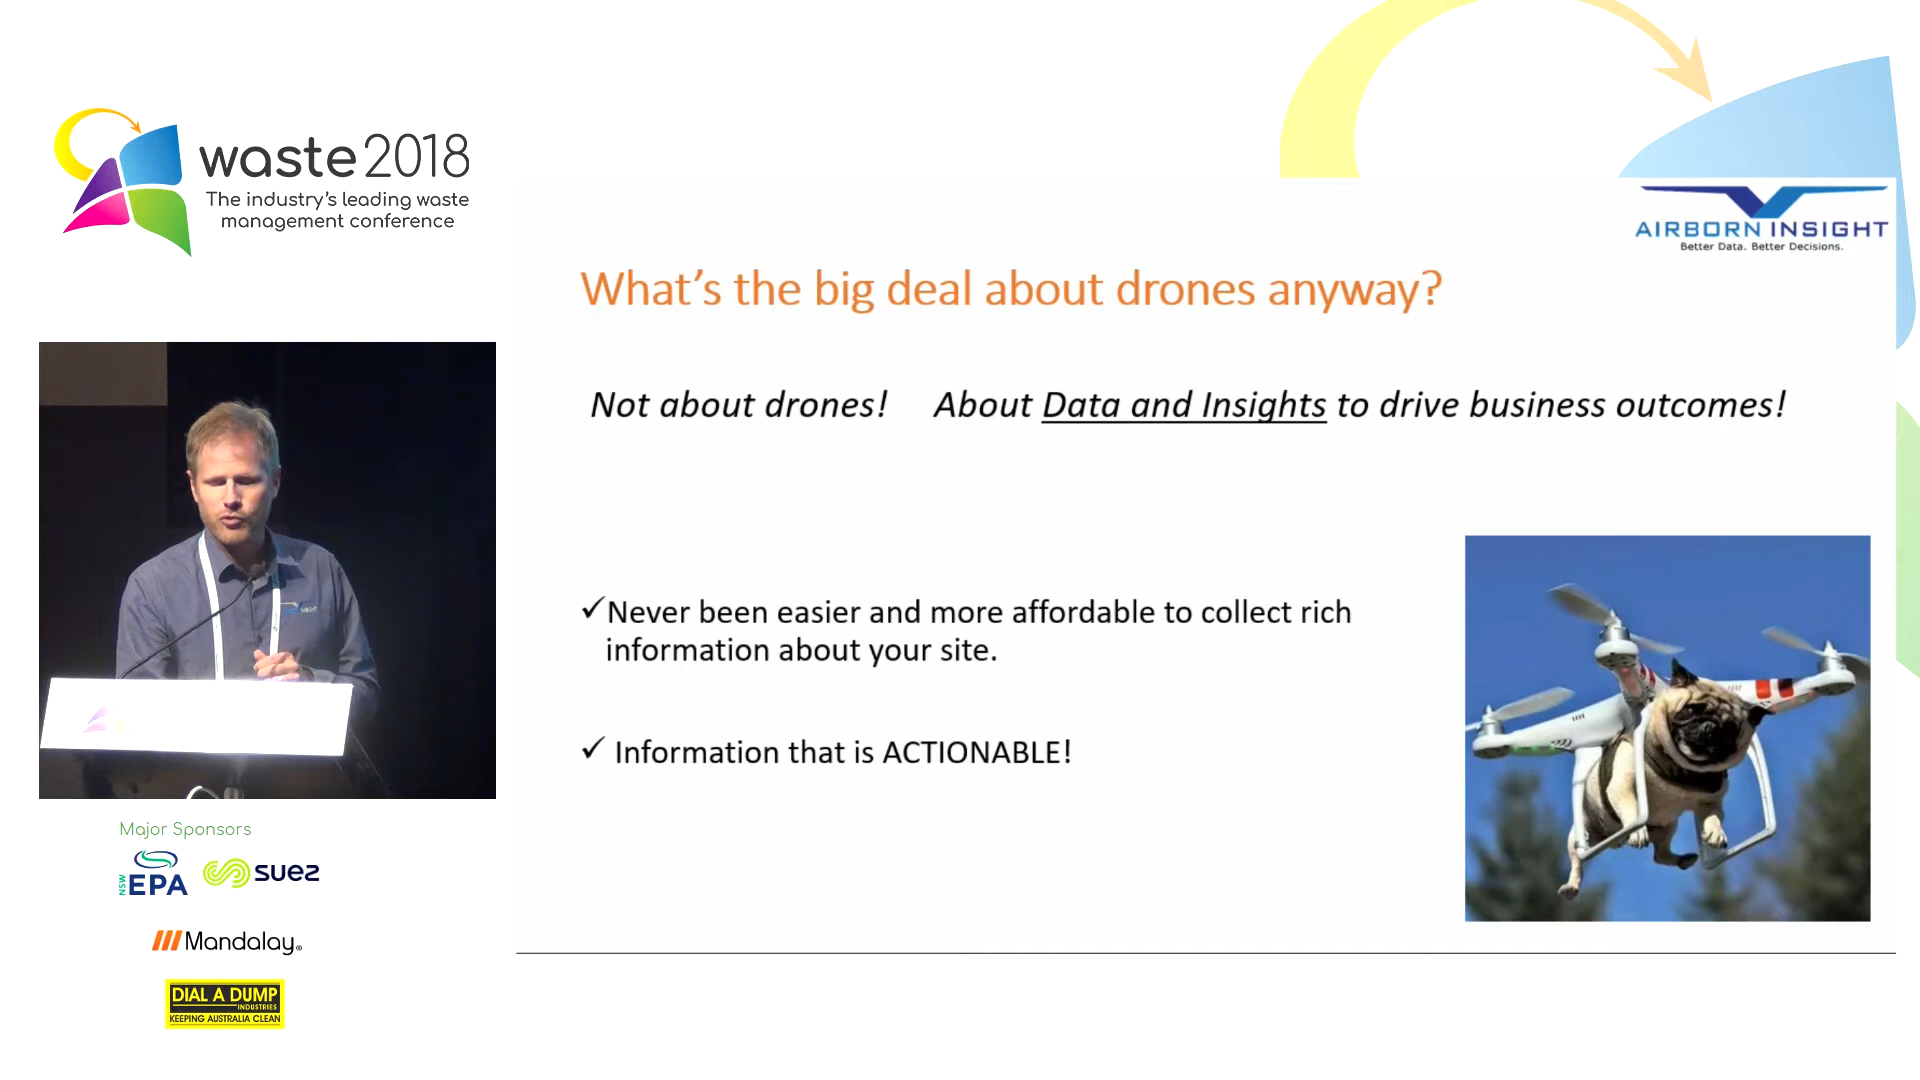 waste 2018
The industry's leading waste
management conference
AIRBORN INSIGHT
Better Data. Better Decisions.
What's the big deal about drones anyway?
Not about drones! About Data and Insights to drive business outcomes!
✓Never been easier and more affordable to collect rich
information about your site.
✓ Information that is ACTIONABLE!
Major Sponsors
NSW EPA
suez
Mandalay®
DIAL A DUMP
INDUSTRIES
KEEPING AUSTRALIA CLEAN